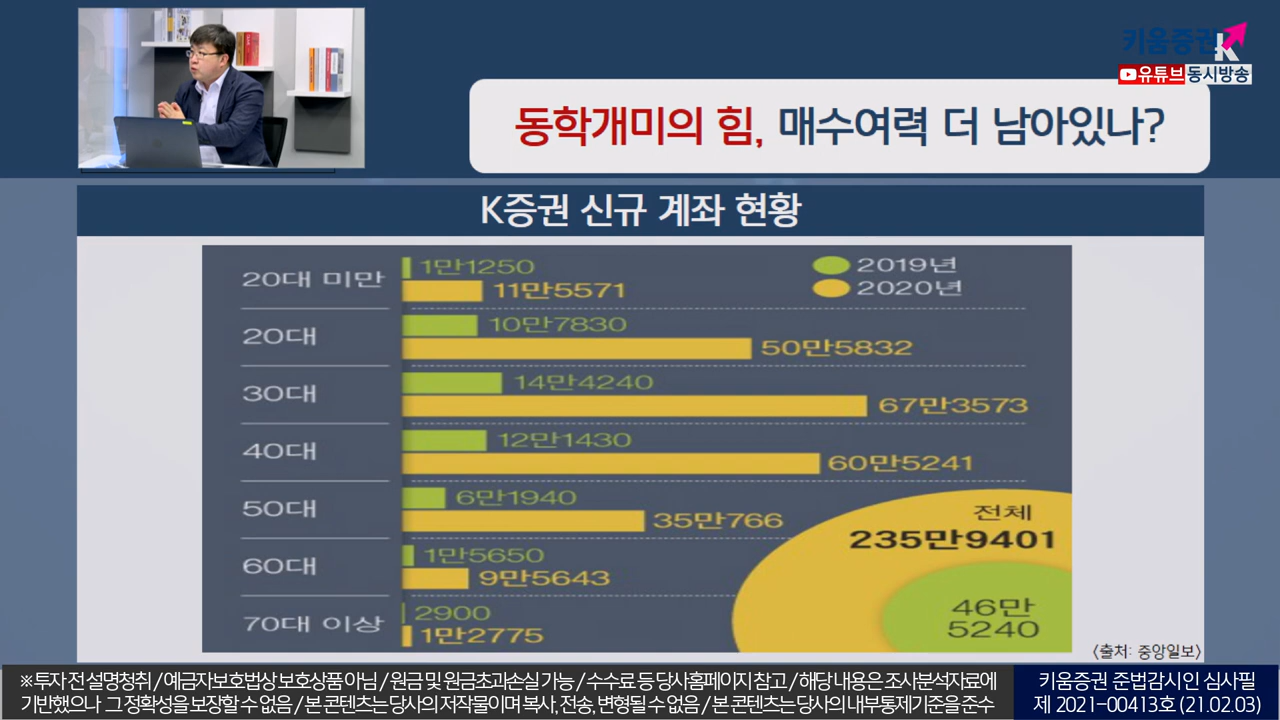 키움증권
유튜브동시방송
동학개미의 힘, 매수여력 더 남아있나?
K증권 신규 계좌 현황
2019년
2020년
20대 미만
1만1250
11만5571
20대
10만7830
50만5832
30대
14만4240
67만3573
40대
12만1430
60만5241
50대
6만1940
35만766
60대
1만5650
9만5643
70대 이상
2900
1만2775
전체
235만9401
46만
5240
<출처: 중앙일보>
※ 투자 전 설명청취 / 예금자보호법상 보호상품 아님 / 원금 및 원금초과손실 가능 / 수수료 등 당사홈페이지 참고 / 해당 내용은 조사분석자료에
기반했으나 그 정확성을 보장할 수 없음 / 본 콘텐츠는 당사의 저작물이며 복사, 전송, 변형될 수 없음 / 본 콘텐츠는 당사의 내부통제기준을 준수
키움증권 준법감시인 심사필
제 2021-00413호 (21.02.03)